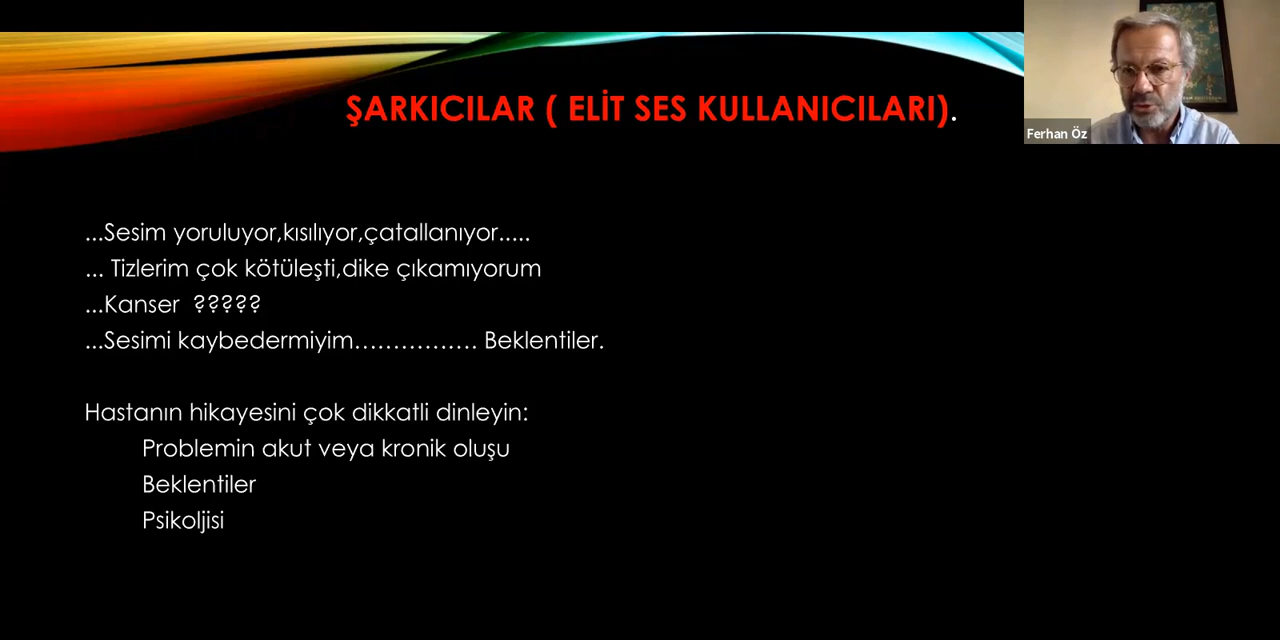 ŞARKICILAR ( ELİT SES KULLANICILARI).
Ferhan Öz
...Sesim yoruluyor,kısılıyor,çatallanıyor.....
... Tizlerim çok kötüleşti,dike çıkamıyorum
...Kanser ?????
...Sesimi kaybedermiyim................ Beklentiler.
Hastanın hikayesini çok dikkatli dinleyin:
Problemin akut veya kronik oluşu
Beklentiler
Psikoljisi